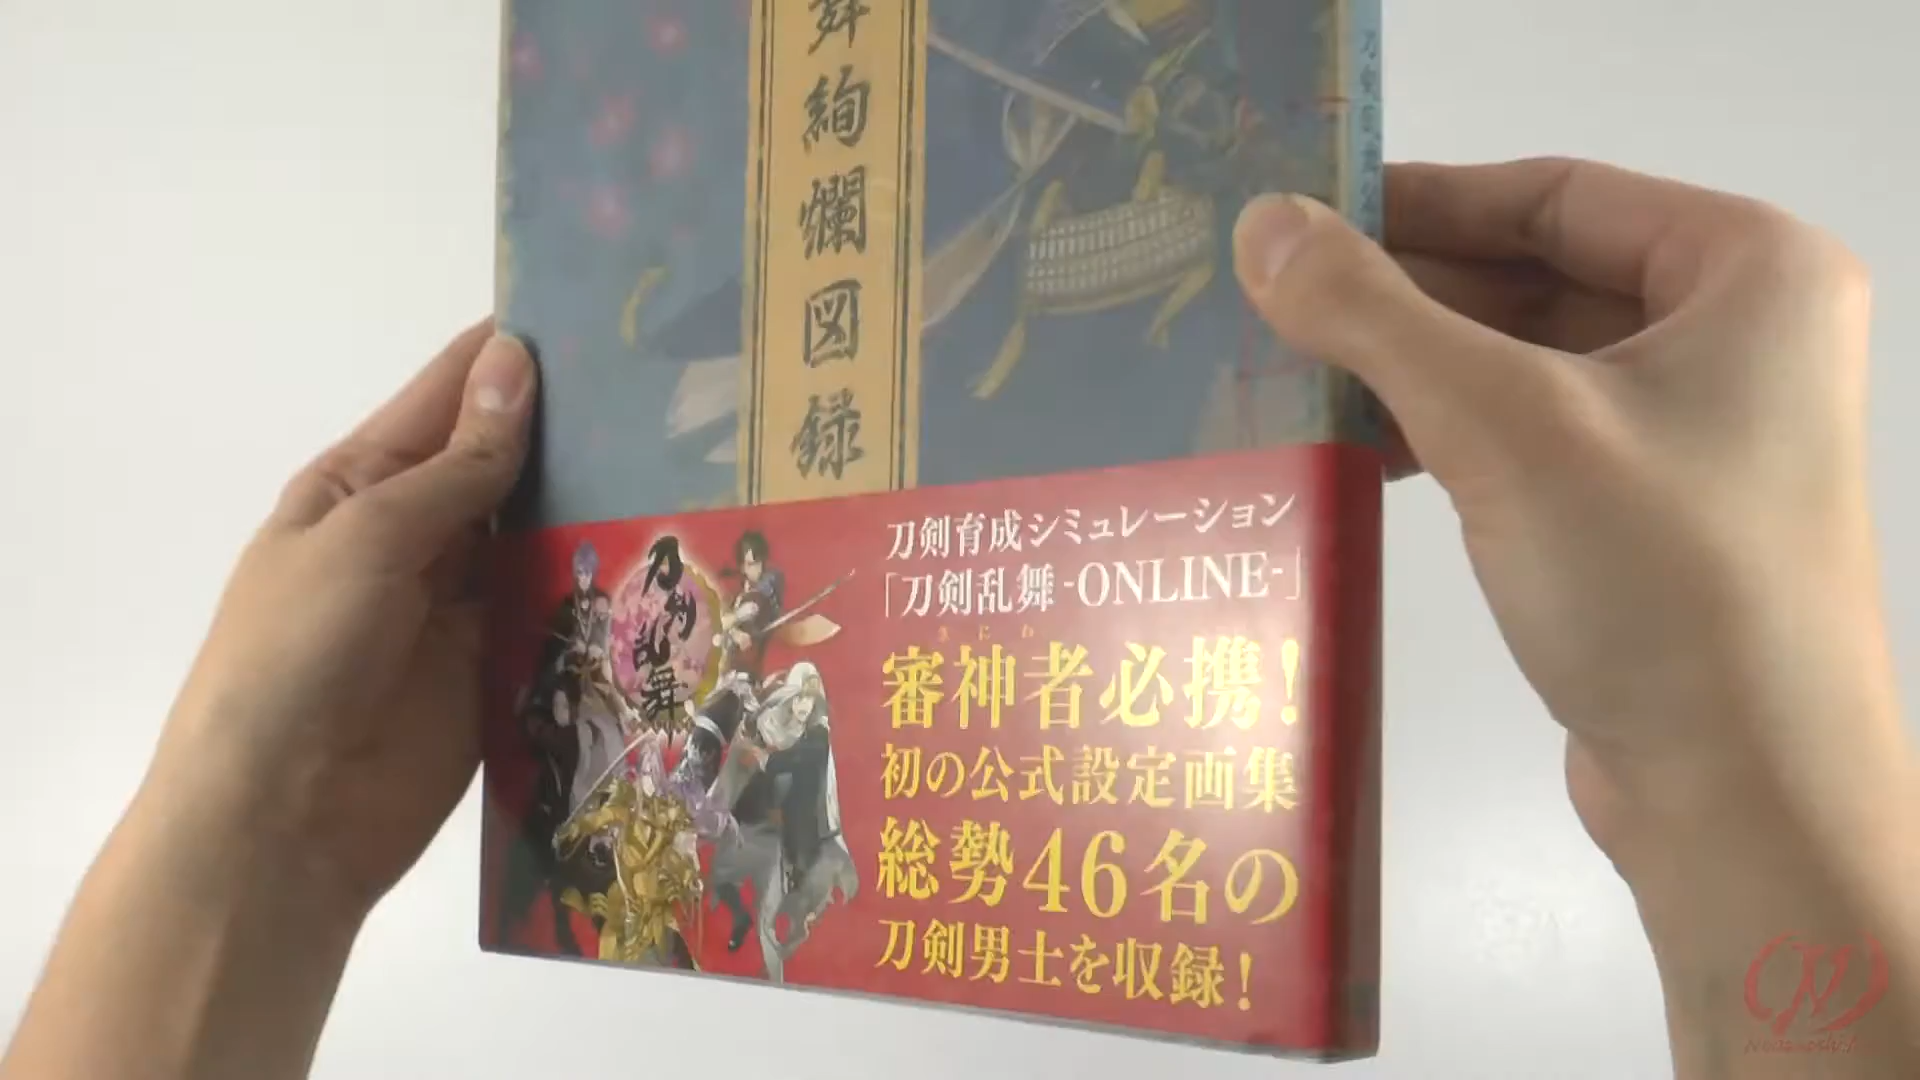 舞絢爛図録
刀剣乱舞
刀剣育成シミュレーション
「刀剣乱舞-ONLINE-」
さにわ
審神者必携!
初の公式設定画集
総勢46名の
刀剣男士を収録!